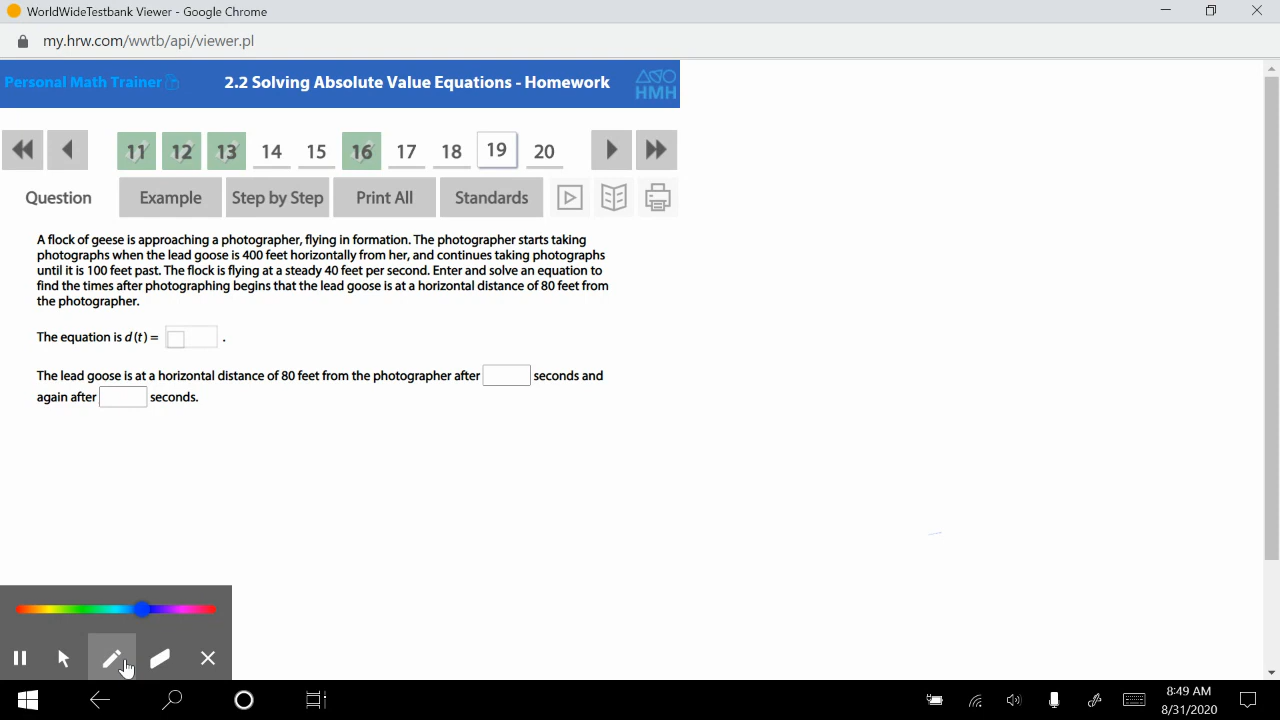 WorldWideTestbank Viewer - Google Chrome
my.hrw.com/wwtb/api/viewer.pl
Personal Math Trainer 2.2 Solving Absolute Value Equations - Homework HMH
11 12 13 14 15 16 17 18 19 20
Question Example Step by Step Print All Standards
A flock of geese is approaching a photographer, flying in formation. The photographer starts taking
photographs when the lead goose is 400 feet horizontally from her, and continues taking photographs
until it is 100 feet past. The flock is flying at a steady 40 feet per second. Enter and solve an equation to
find the times after photographing begins that the lead goose is at a horizontal distance of 80 feet from
the photographer.
The equation is d (t) = .
The lead goose is at a horizontal distance of 80 feet from the photographer after seconds and
again after seconds.
8:49 AM
8/31/2020